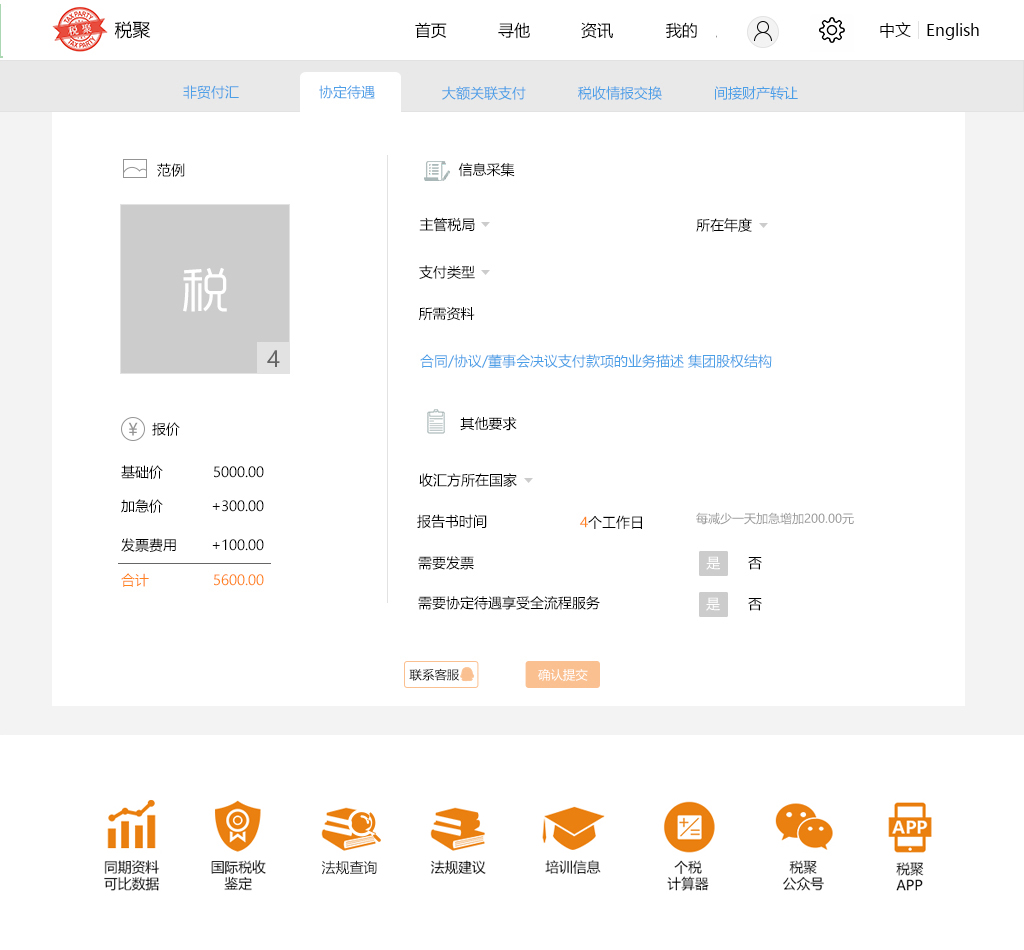 TAX PARTY
税聚
TAX PARTY
税聚
首页 寻他 资讯 我的 中文 English
非贸付汇 协定待遇 大额关联支付 税收情报交换 间接财产转让
范例
税
4
报价
基础价 5000.00
加急价 +300.00
发票费用 +100.00
合计 5600.00
信息采集
主管税局 所在年度
支付类型
所需资料
合同/协议/董事会决议支付款项的业务描述 集团股权结构
其他要求
收汇方所在国家
报告书时间 4个工作日 每减少一天加急增加200.00元
需要发票 是 否
需要协定待遇享受全流程服务 是 否
联系客服 确认提交
同期资料
可比数据
国际税收
鉴定
法规查询
法规建议
培训信息
个税
计算器
税聚
公众号
APP
税聚
APP